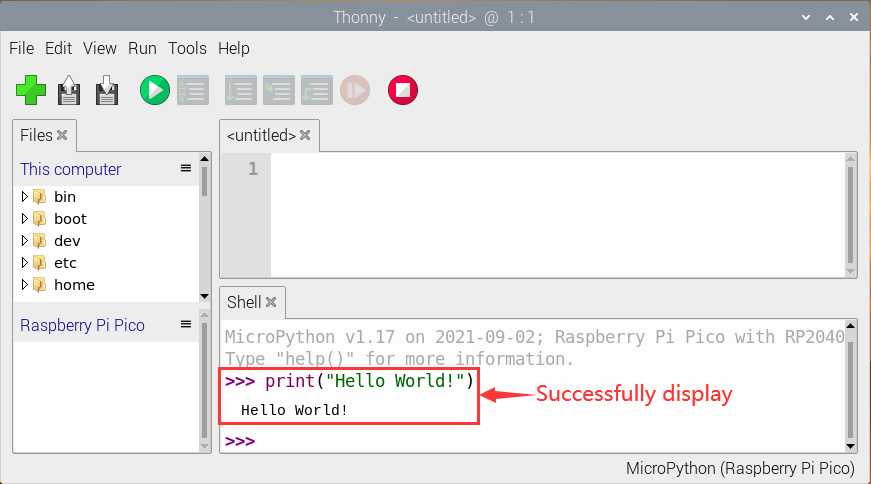 Thonny - <untitled> @ 1 : 1
File Edit View Run Tools Help
Files
This computer
bin
boot
dev
etc
home
Raspberry Pi Pico
<untitled>
1
Shell
MicroPython v1.17 on 2021-09-02; Raspberry Pi Pico with RP2040
Type "help()" for more information.
>>> print("Hello World!")
Hello World!
>>>
Successfully display
MicroPython (Raspberry Pi Pico)